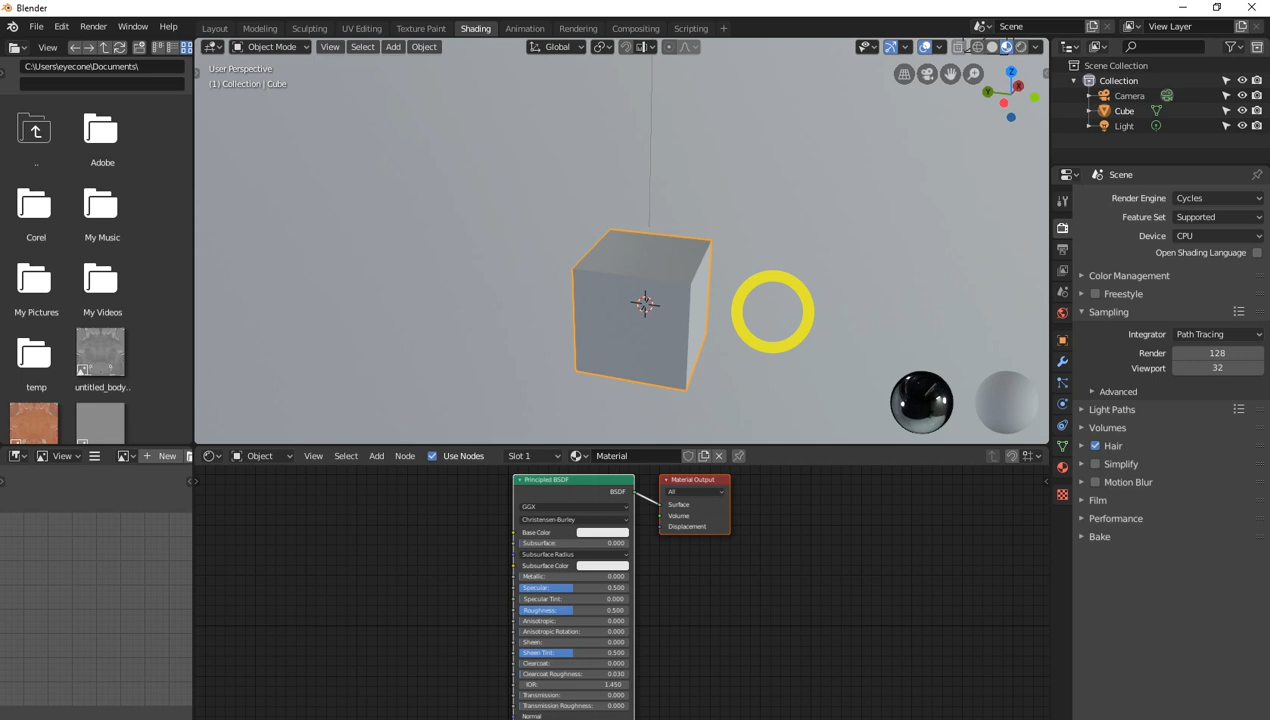 Blender
File Edit Render Window Help Layout Modeling Sculpting UV Editing Texture Paint Shading Animation Rendering Compositing Scripting + Scene View Layer
View Object Mode View Select Add Object Global
C:\Users\eyecone\Documents\
User Perspective
(1) Collection | Cube
Z
Y
X
..
Adobe
Corel
My Music
My Pictures
My Videos
temp
untitled_body..
Scene Collection
Collection
Camera
Cube
Light
Scene
Render Engine Cycles
Feature Set Supported
Device CPU
Open Shading Language
Color Management
Freestyle
Sampling
Integrator Path Tracing
Render 128
Viewport 32
Advanced
Light Paths
Volumes
Hair
Simplify
Motion Blur
Film
Performance
Bake
View + New
Object View Select Add Node Use Nodes Slot 1 Material
Principled BSDF
BSDF
GGX
Christensen-Burley
Base Color
Subsurface: 0.000
Subsurface Radius
Subsurface Color
Metallic: 0.000
Specular: 0.500
Specular Tint: 0.000
Roughness: 0.500
Anisotropic: 0.000
Anisotropic Rotation: 0.000
Sheen: 0.000
Sheen Tint: 0.500
Clearcoat: 0.000
Clearcoat Roughness: 0.030
IOR: 1.450
Transmission: 0.000
Transmission Roughness: 0.000
Normal
Material Output
All
Surface
Volume
Displacement